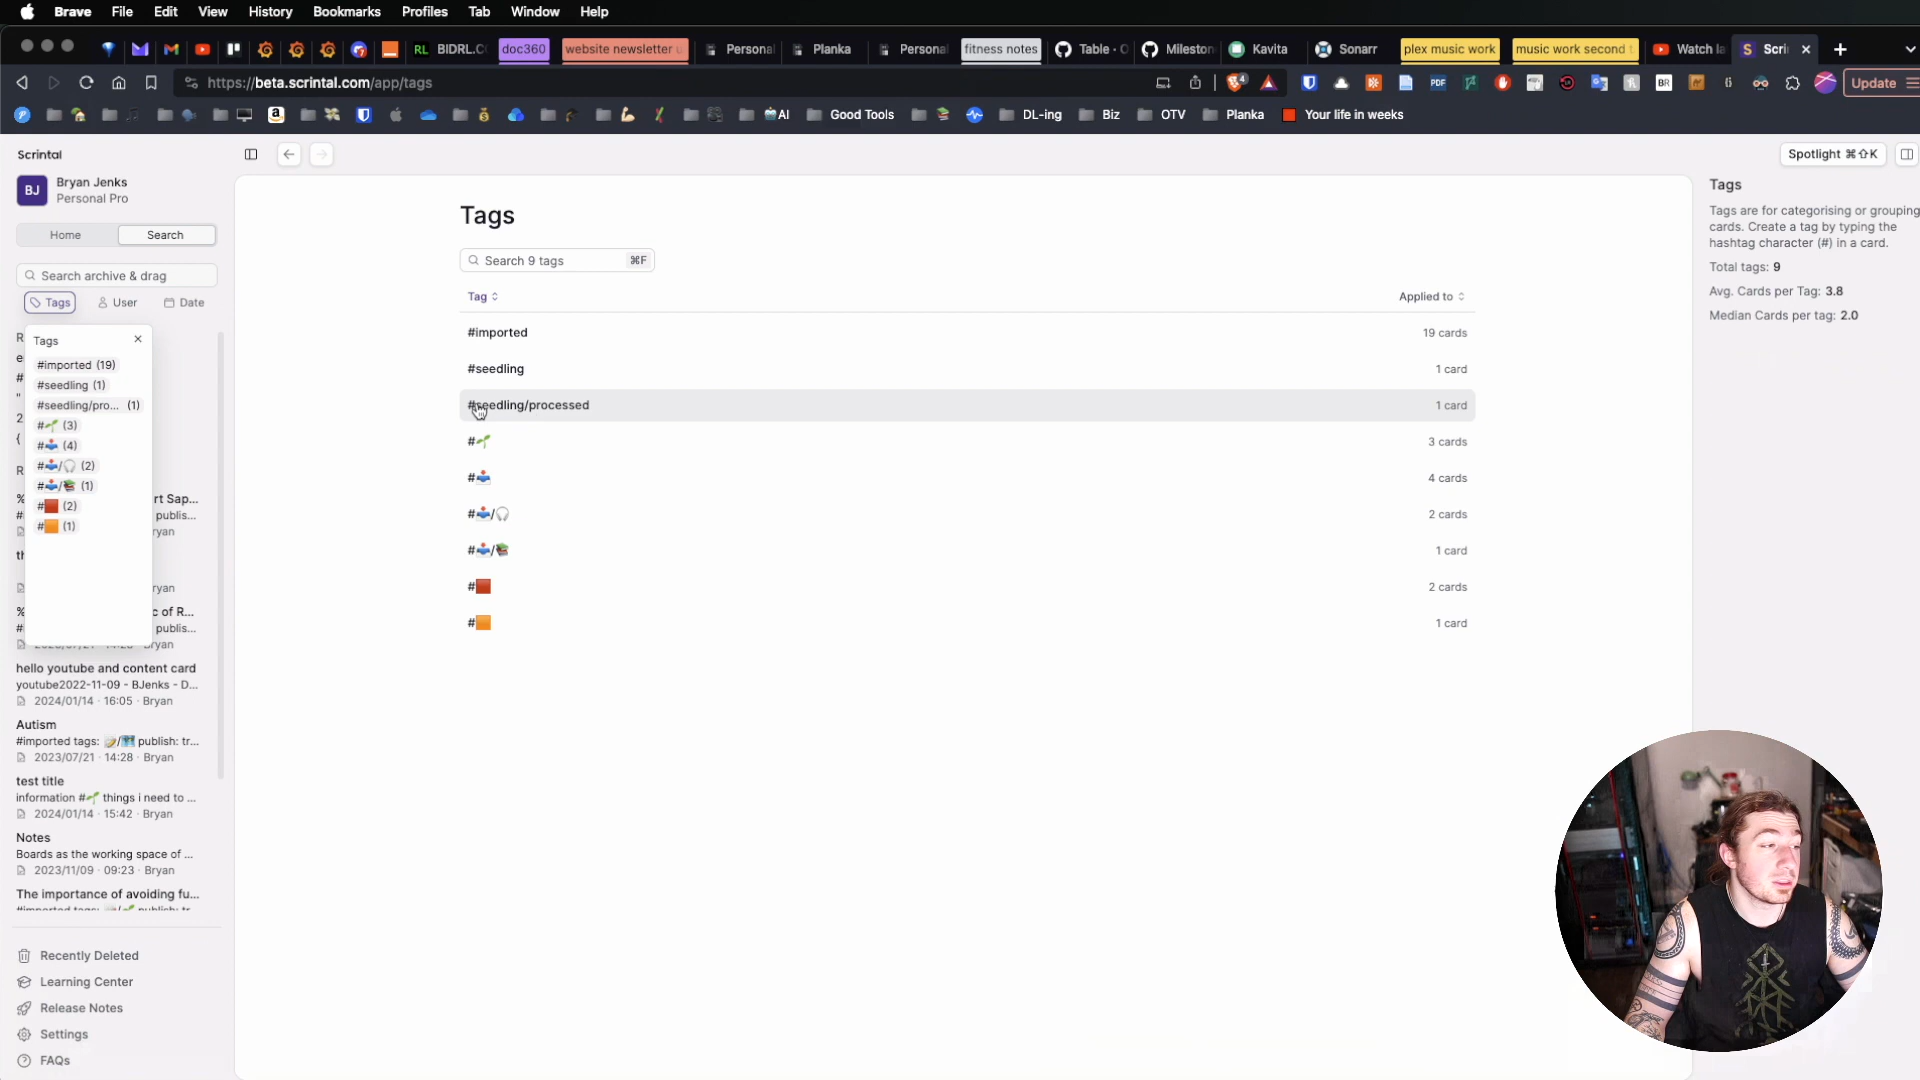 Brave File Edit View History Bookmarks Profiles Tab Window Help
RL BIDRL.C doc360 website newsletter u Personal Planka Personal fitness notes Table · Mileston Kavita Sonarr plex music work music work second t Watch la Scri
https://beta.scrintal.com/app/tags Update
AI Good Tools DL-ing Biz OTV Planka Your life in weeks
Scrintal
Spotlight ⌘⇧K
BJ
Bryan Jenks
Personal Pro
Home Search
Search archive & drag
Tags User Date
Tags
#imported (19)
#seedling (1)
#seedling/pro... (1)
#🌱 (3)
#📥 (4)
#📥/🎧 (2)
#📥/📚 (1)
#🟥 (2)
#🟧 (1)
rt Sap...
publis...
ryan
ryan
c of R...
publis...
ryan
hello youtube and content card
youtube2022-11-09 - BJenks - D...
2024/01/14 · 16:05 · Bryan
Autism
#imported tags: 📝/🗺️ publish: tr...
2023/07/21 · 14:28 · Bryan
test title
information #🌱 things i need to ...
2024/01/14 · 15:42 · Bryan
Notes
Boards as the working space of ...
2023/11/09 · 09:23 · Bryan
The importance of avoiding fu...
#imported tags: 📝/🌱 publish: tr...
Recently Deleted
Learning Center
Release Notes
Settings
FAQs
Tags
Search 9 tags ⌘F
Tag Applied to
#imported 19 cards
#seedling 1 card
#seedling/processed 1 card
#🌱 3 cards
#📥 4 cards
#📥/🎧 2 cards
#📥/📚 1 card
#🟥 2 cards
#🟧 1 card
Tags
Tags are for categorising or grouping
cards. Create a tag by typing the
hashtag character (#) in a card.
Total tags: 9
Avg. Cards per Tag: 3.8
Median Cards per tag: 2.0